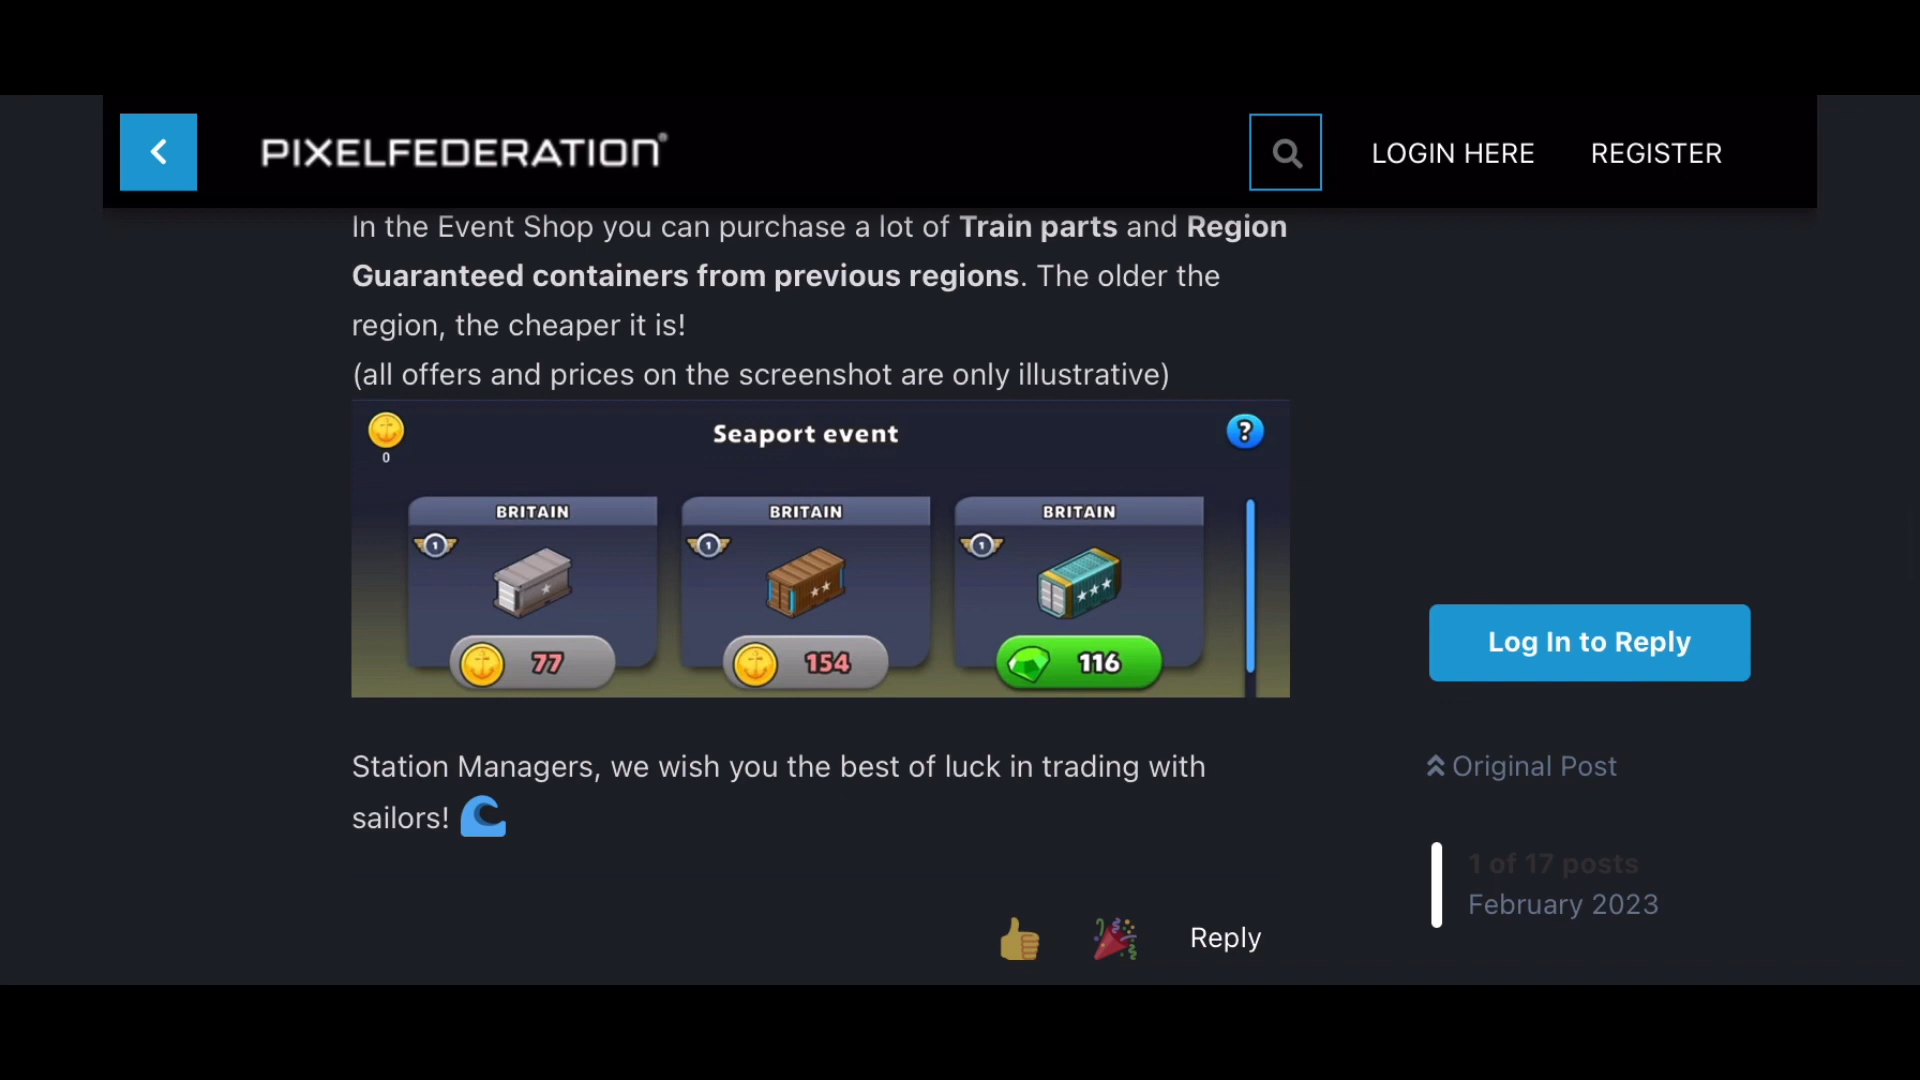 PIXELFEDERATION®
LOGIN HERE
REGISTER
In the Event Shop you can purchase a lot of Train parts and Region
Guaranteed containers from previous regions. The older the
region, the cheaper it is!
(all offers and prices on the screenshot are only illustrative)
0
Seaport event
?
BRITAIN
BRITAIN
BRITAIN
1
1
1
77
154
116
Log In to Reply
Station Managers, we wish you the best of luck in trading with
sailors! 🌊
Original Post
1 of 17 posts
February 2023
Reply